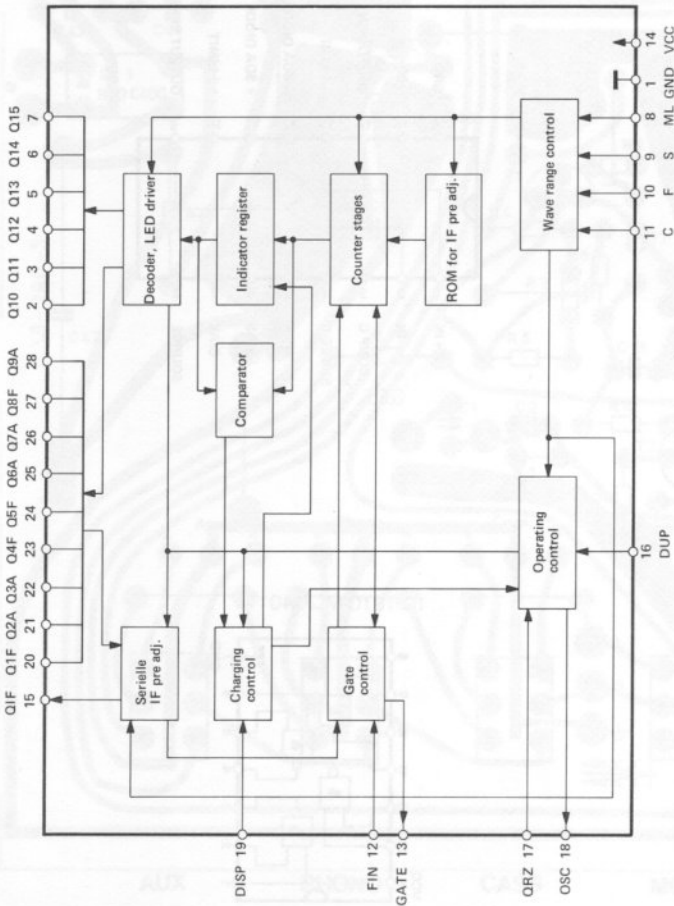 Q1F Q1F Q2A Q3A Q4F Q5F Q6A Q7A Q8F Q9A Q10 Q11 Q12 Q13 Q14 Q15
15 20 21 22 23 24 25 26 27 28 2 3 4 5 6 7
Serielle
IF pre adj.
Decoder, LED driver
Charging
control
Comparator
Indicator register
Gate
control
Counter stages
ROM for IF pre adj.
Operating
control
Wave range control
DISP 19
FIN 12
GATE 13
QRZ 17
OSC 18
16
DUP
11 10 9 8 1 14
C F S ML GND VCC
AUX